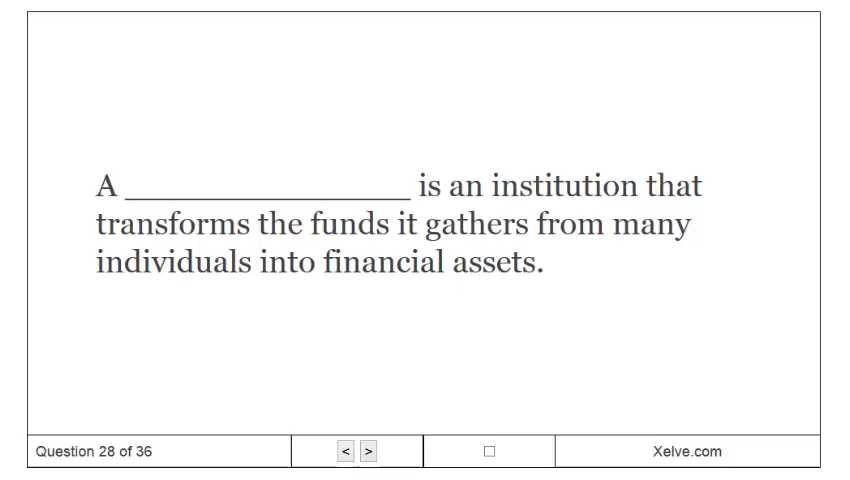 A ___________________ is an institution that
transforms the funds it gathers from many
individuals into financial assets.
Question 28 of 36
< >
Xelve.com